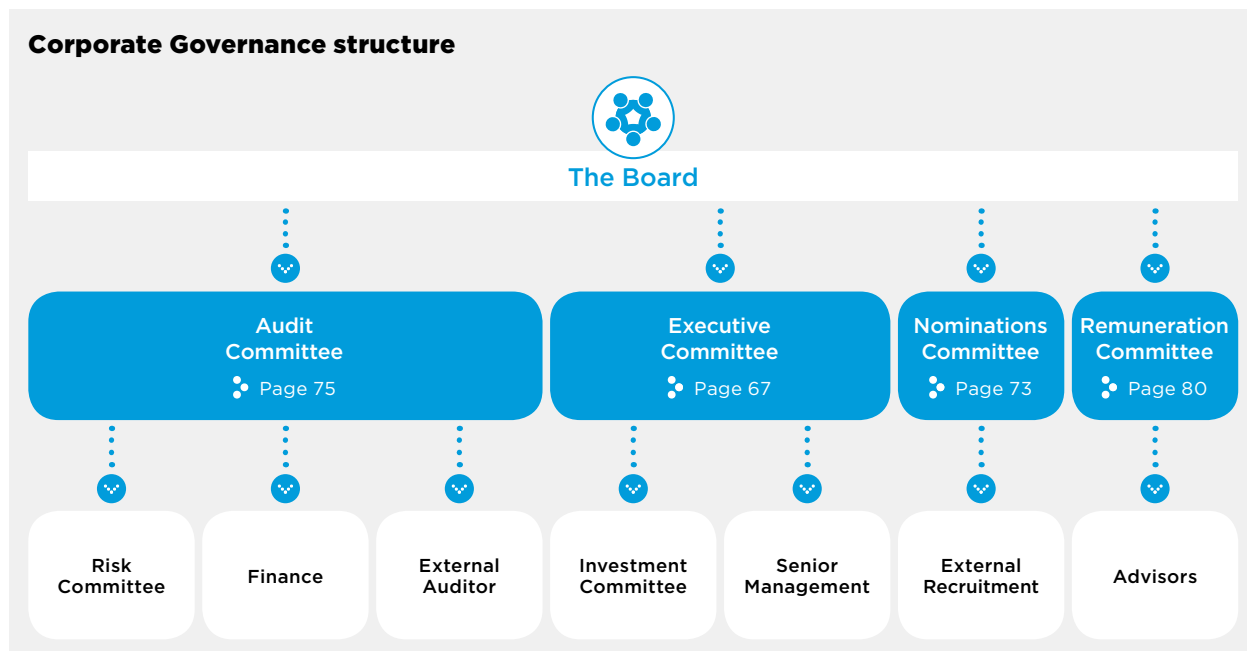 Corporate Governance structure
The Board
Audit
Committee
Page 75
Executive
Committee
Page 67
Nominations
Committee
Page 73
Remuneration
Committee
Page 80
Risk
Committee
Finance
External
Auditor
Investment
Committee
Senior
Management
External
Recruitment
Advisors